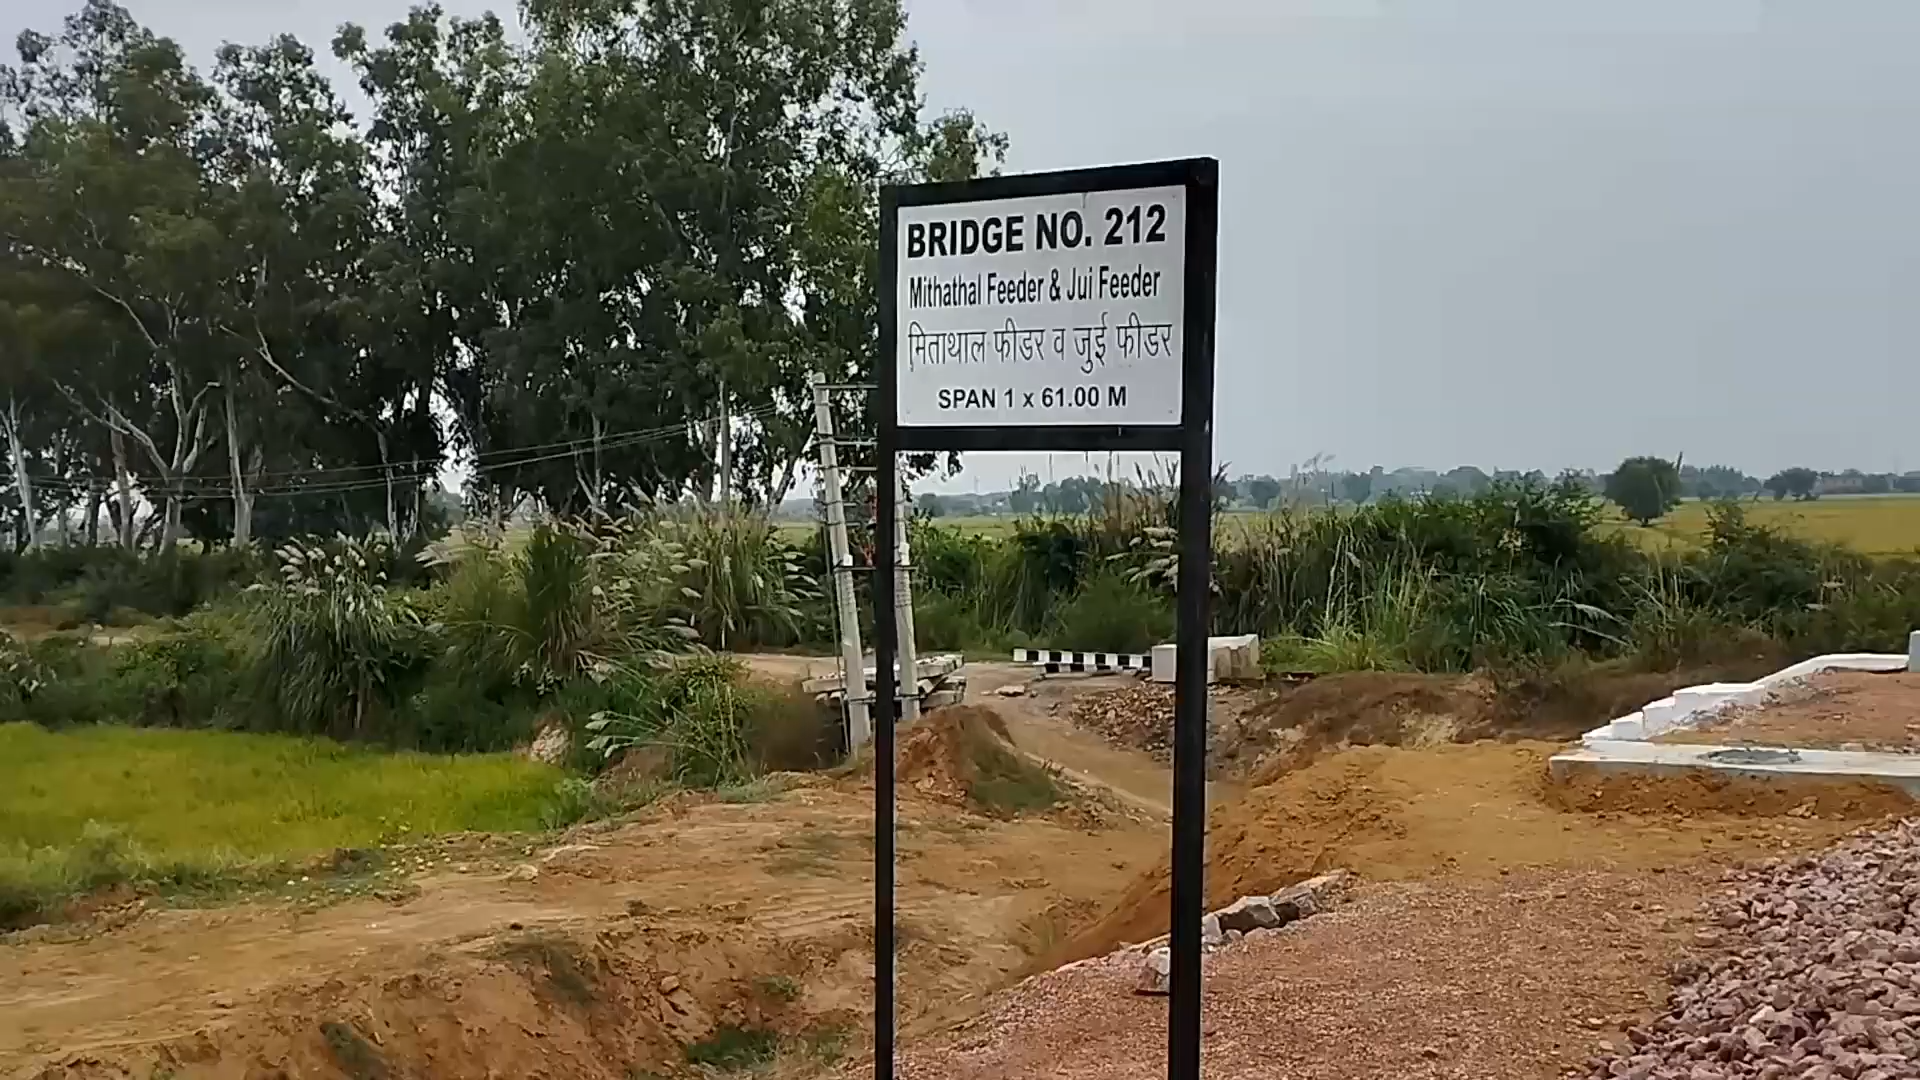 BRIDGE NO. 212
Mithathal Feeder & Jui Feeder
मिताथाल फीडर व जुई फीडर
SPAN 1 x 61.00 M